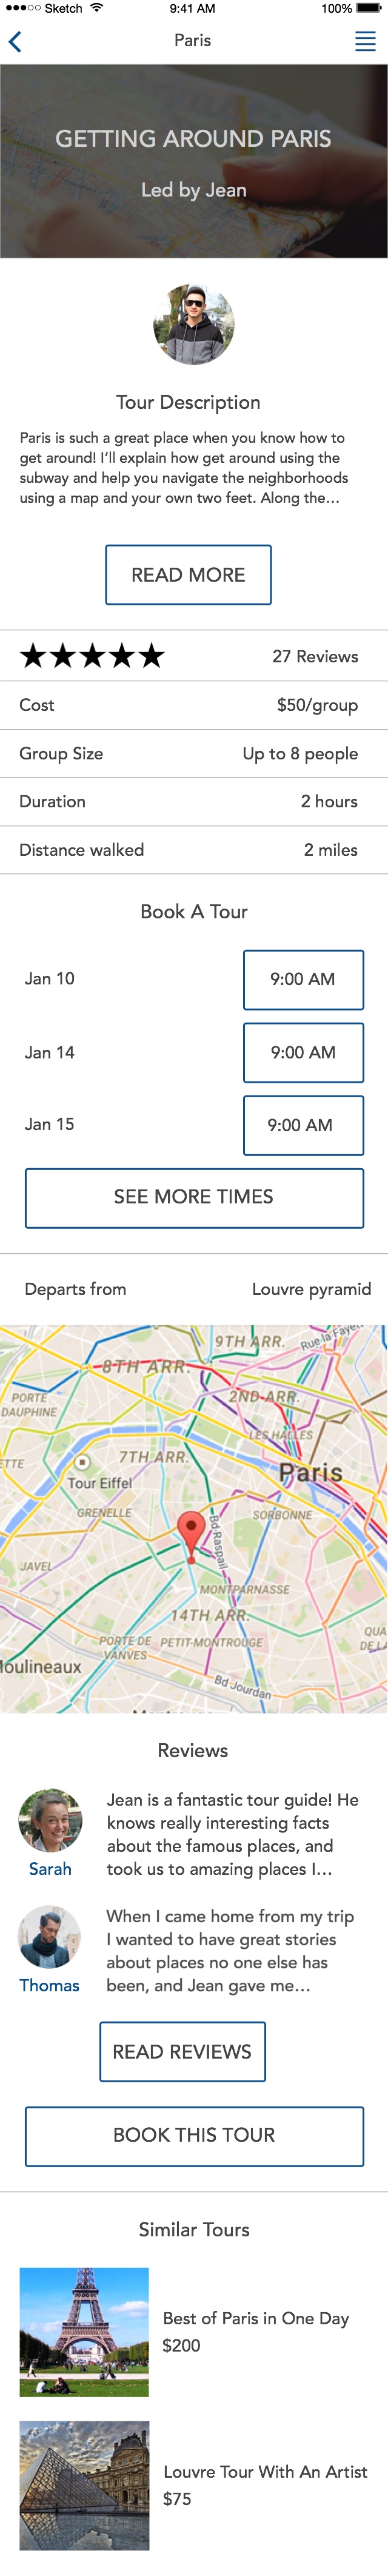 ●●●○○ Sketch 9:41 AM 100%
Paris
GETTING AROUND PARIS
Led by Jean
Tour Description
Paris is such a great place when you know how to
get around! I'll explain how get around using the
subway and help you navigate the neighborhoods
using a map and your own two feet. Along the...
READ MORE
★★★★★ 27 Reviews
Cost $50/group
Group Size Up to 8 people
Duration 2 hours
Distance walked 2 miles
Book A Tour
Jan 10 9:00 AM
Jan 14 9:00 AM
Jan 15 9:00 AM
SEE MORE TIMES
Departs from Louvre pyramid
9TH ARR.
Rue la Fayet
8TH ARR.
2ND ARR.
PORTE
DAUPHINE
LES HALLES
7TH ARR.
ETTE
Paris
Tour Eiffel
GRENELLE
SORBONNE
Bd Raspail
JAVEL
MONTPARNASSE
14TH ARR.
QUA
PORTE DE
VANVES
PETIT-MONTROUGE
DE LA
Moulineaux
Bd Jourdan
Reviews
Jean is a fantastic tour guide! He
knows really interesting facts
about the famous places, and
took us to amazing places I...
Sarah
When I came home from my trip
I wanted to have great stories
about places no one else has
been, and Jean gave me...
Thomas
READ REVIEWS
BOOK THIS TOUR
Similar Tours
Best of Paris in One Day
$200
Louvre Tour With An Artist
$75